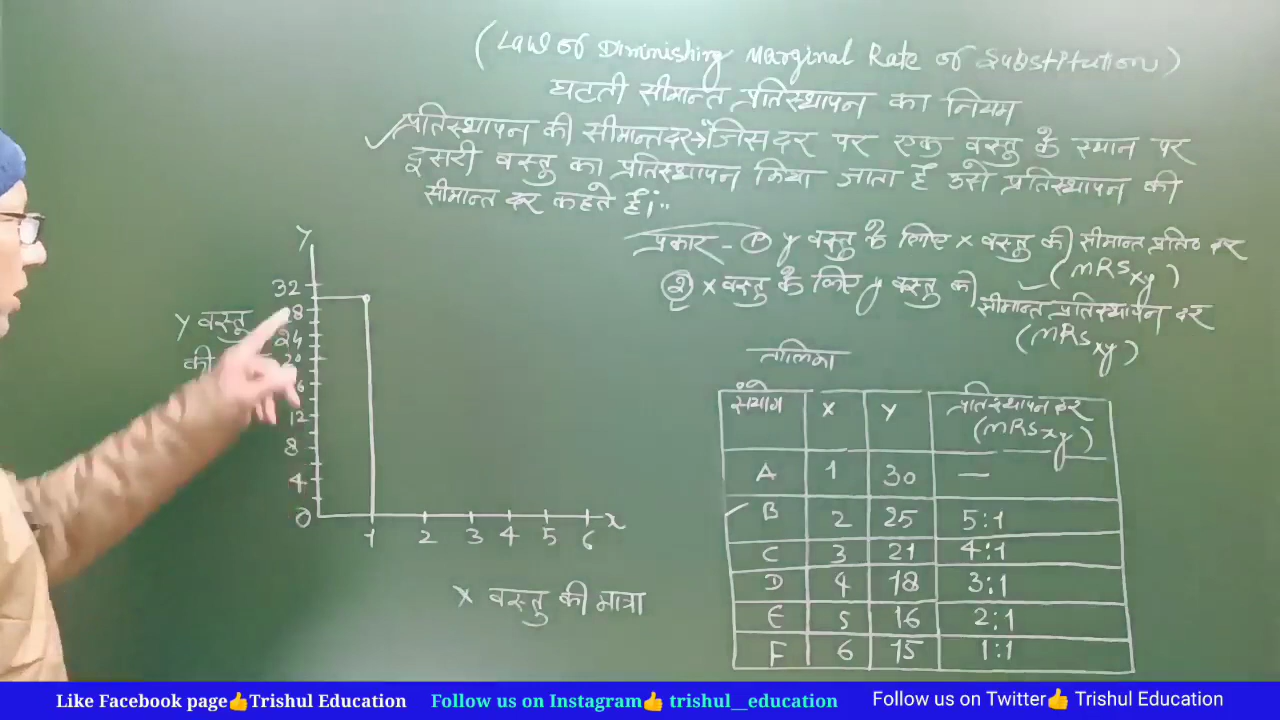 (Law of Diminishing Marginal Rate of Substitution)
घटती सीमान्त प्रतिस्थापन का नियम
प्रतिस्थापन की सीमान्त दर→"जिस दर पर एक वस्तु के स्थान पर
दूसरी वस्तु का प्रतिस्थापन किया जाता है उसे प्रतिस्थापन की
सीमान्त दर कहते हैं।"
प्रकार - ① y वस्तु के लिए x वस्तु की सीमान्त प्रति० दर
(MRSxy)
② x वस्तु के लिए y वस्तु की सीमान्त प्रतिस्थापन दर
(MRSxy)
तालिका
संयोग X Y प्रतिस्थापन दर (MRSxy)
A 1 30 —
B 2 25 5:1
C 3 21 4:1
D 4 18 3:1
E 5 16 2:1
F 6 15 1:1
Y
32
24
12
8
4
0
1 2 3 4 5 6 x
Y वस्तु
की
X वस्तु की मात्रा
Like Facebook page👍Trishul Education Follow us on Instagram👍 trishul__education Follow us on Twitter👍 Trishul Education